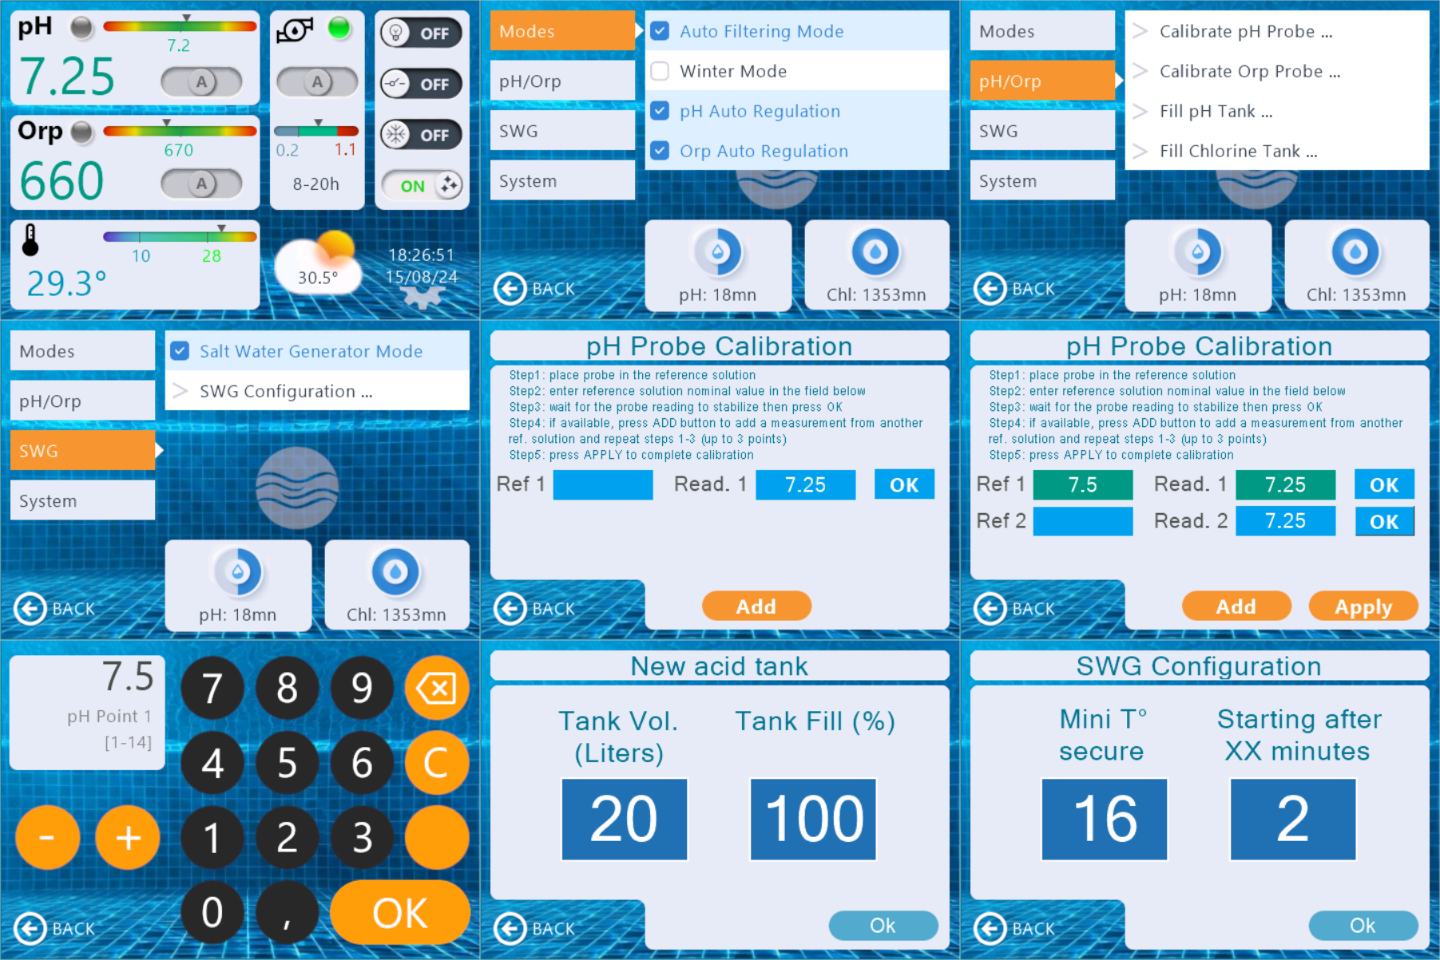 pH
7.2
7.25
A
Orp
670
660
A
10
28
29.3°
A
0.2
1.1
8-20h
OFF
OFF
OFF
ON
30.5°
18:26:51
15/08/24
Modes
pH/Orp
SWG
System
Auto Filtering Mode
Winter Mode
pH Auto Regulation
Orp Auto Regulation
BACK
pH: 18mn
Chl: 1353mn
Modes
pH/Orp
SWG
System
> Calibrate pH Probe ...
> Calibrate Orp Probe ...
> Fill pH Tank ...
> Fill Chlorine Tank ...
BACK
pH: 18mn
Chl: 1353mn
Modes
pH/Orp
SWG
System
Salt Water Generator Mode
> SWG Configuration ...
BACK
pH: 18mn
Chl: 1353mn
pH Probe Calibration
Step1: place probe in the reference solution
Step2: enter reference solution nominal value in the field below
Step3: wait for the probe reading to stabilize then press OK
Step4: if available, press ADD button to add a measurement from another
ref. solution and repeat steps 1-3 (up to 3 points)
Step5: press APPLY to complete calibration
Ref 1 Read. 1 7.25 OK
BACK
Add
pH Probe Calibration
Step1: place probe in the reference solution
Step2: enter reference solution nominal value in the field below
Step3: wait for the probe reading to stabilize then press OK
Step4: if available, press ADD button to add a measurement from another
ref. solution and repeat steps 1-3 (up to 3 points)
Step5: press APPLY to complete calibration
Ref 1 7.5 Read. 1 7.25 OK
Ref 2 Read. 2 7.25 OK
BACK
Add Apply
7.5
pH Point 1
[1-14]
7 8 9
4 5 6 C
- + 1 2 3
0 , OK
BACK
New acid tank
Tank Vol.
(Liters)
Tank Fill (%)
20
100
BACK
Ok
SWG Configuration
Mini T°
secure
Starting after
XX minutes
16
2
BACK
Ok